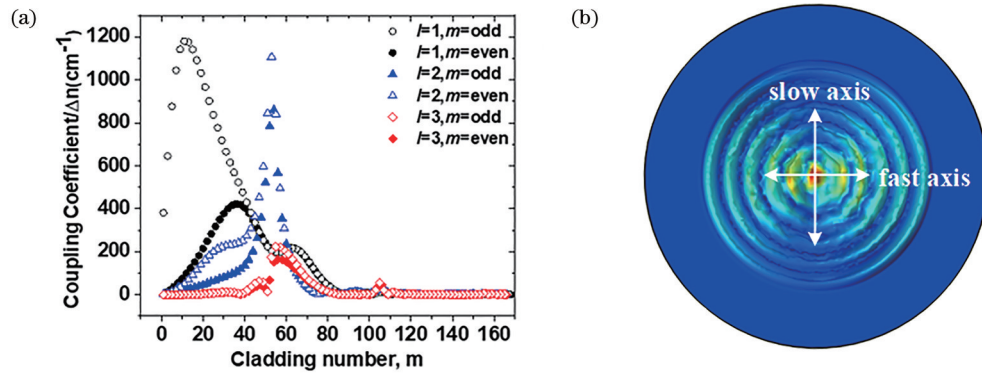 (a)
Coupling Coefficient/Δn(cm⁻¹)
1200
1000
800
600
400
200
0
l=1,m=odd
l=1,m=even
l=2,m=odd
l=2,m=even
l=3,m=odd
l=3,m=even
0 20 40 60 80 100 120 140 160
Cladding number, m
(b)
slow axis
fast axis